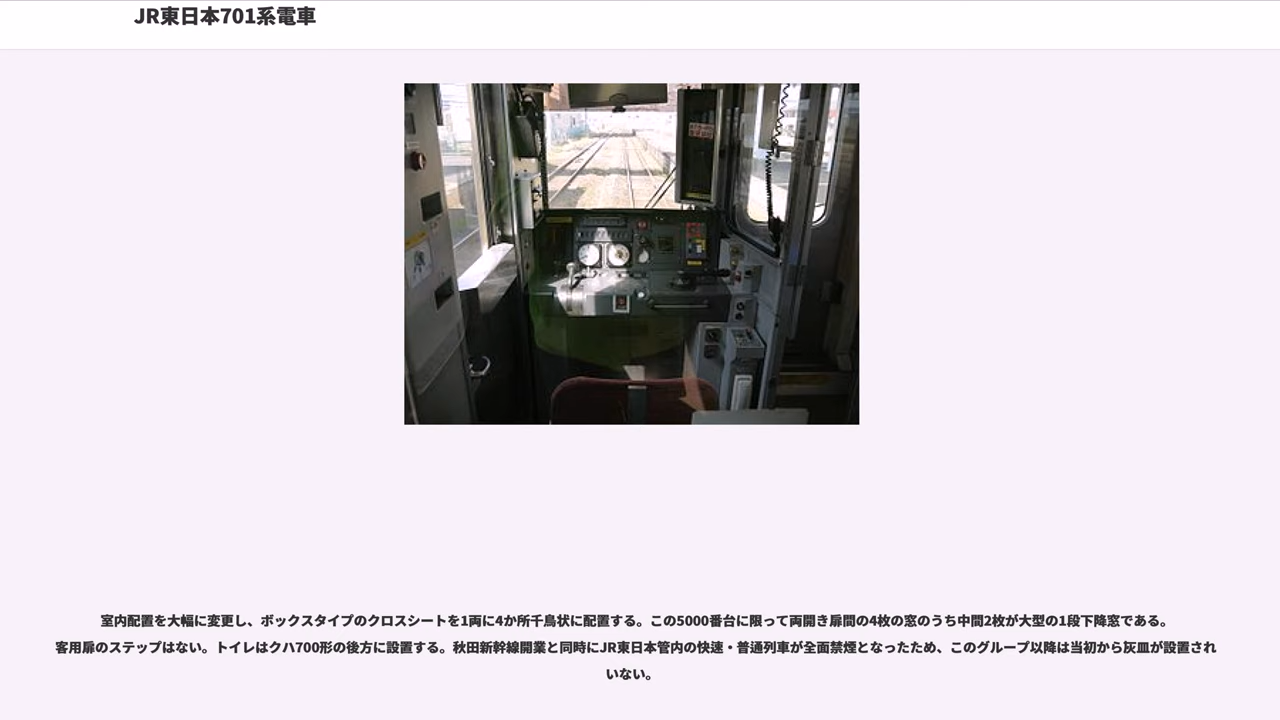 JR東日本701系電車
室内配置を大幅に変更し、ボックスタイプのクロスシートを1両に4か所千鳥状に配置する。この5000番台に限って両開き扉間の4枚の窓のうち中間2枚が大型の1段下降窓である。
客用扉のステップはない。トイレはクハ700形の後方に設置する。秋田新幹線開業と同時にJR東日本管内の快速・普通列車が全面禁煙となったため、このグループ以降は当初から灰皿が設置され
いない。